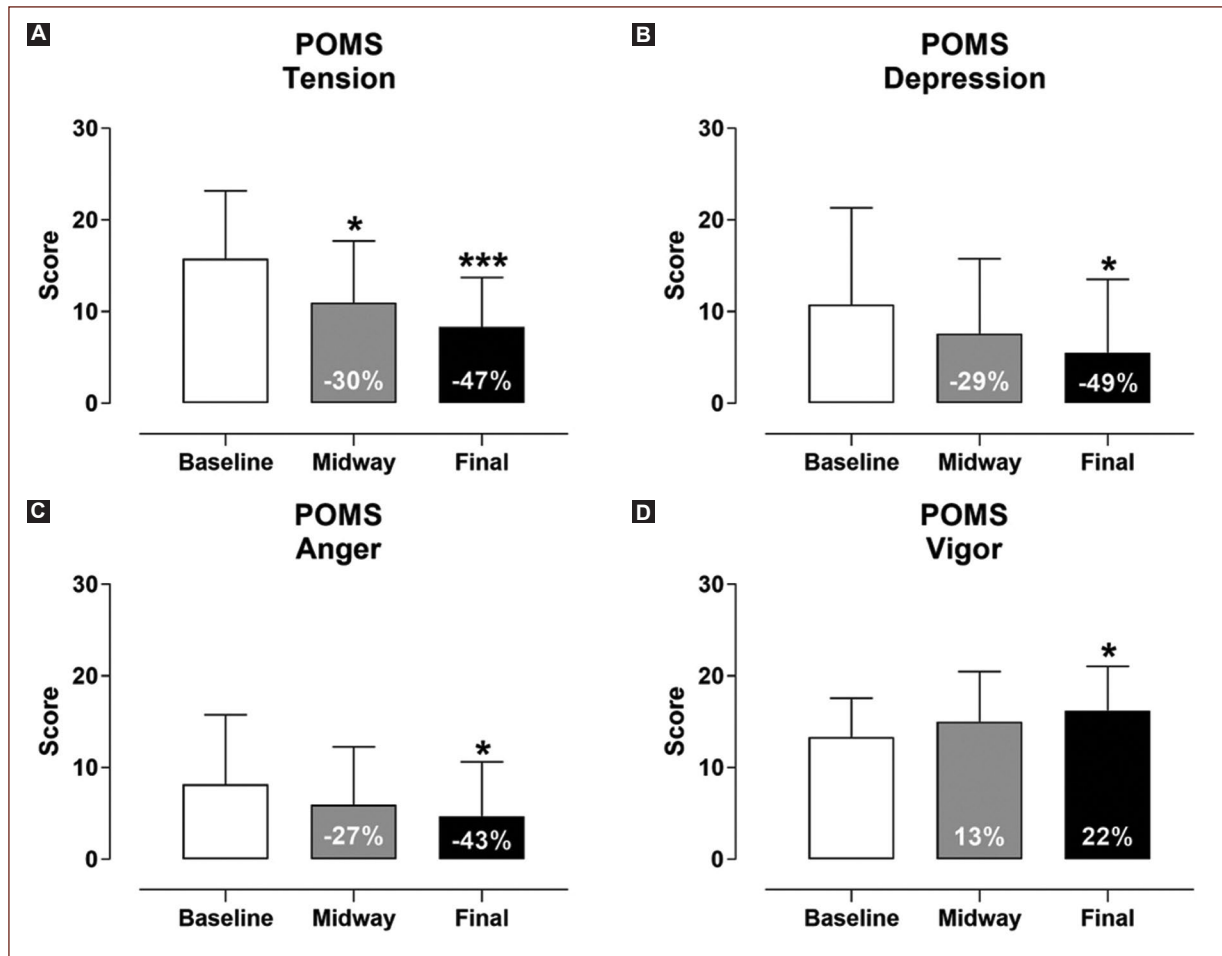 A
POMS
Tension
30
20
10
0
Score
*
***
-30%
-47%
Baseline Midway Final
B
POMS
Depression
30
20
10
0
Score
*
-29%
-49%
Baseline Midway Final
C
POMS
Anger
30
20
10
0
Score
*
-27%
-43%
Baseline Midway Final
D
POMS
Vigor
30
20
10
0
Score
*
13%
22%
Baseline Midway Final